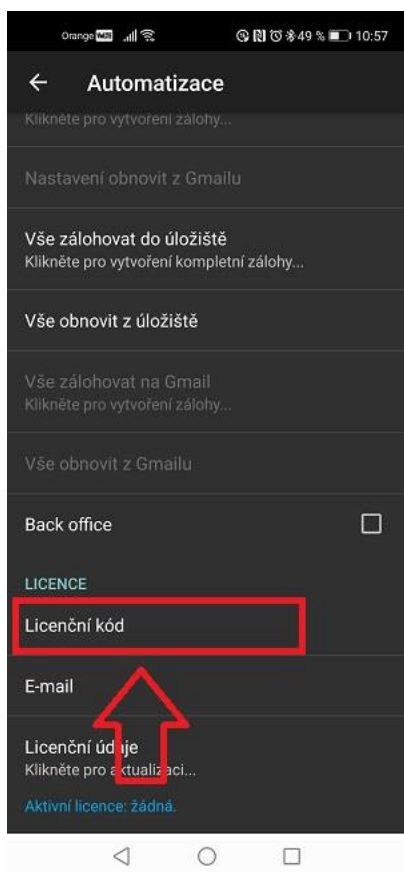 Orange VoLTE 49 % 10:57
Automatizace
Klikněte pro vytvoření zálohy...
Nastavení obnovit z Gmailu
Vše zálohovat do úložiště
Klikněte pro vytvoření kompletní zálohy...
Vše obnovit z úložiště
Vše zálohovat na Gmail
Klikněte pro vytvoření zálohy...
Vše obnovit z Gmailu
Back office
LICENCE
Licenční kód
E-mail
Licenční údaje
Klikněte pro aktualizaci...
Aktivní licence: žádná.